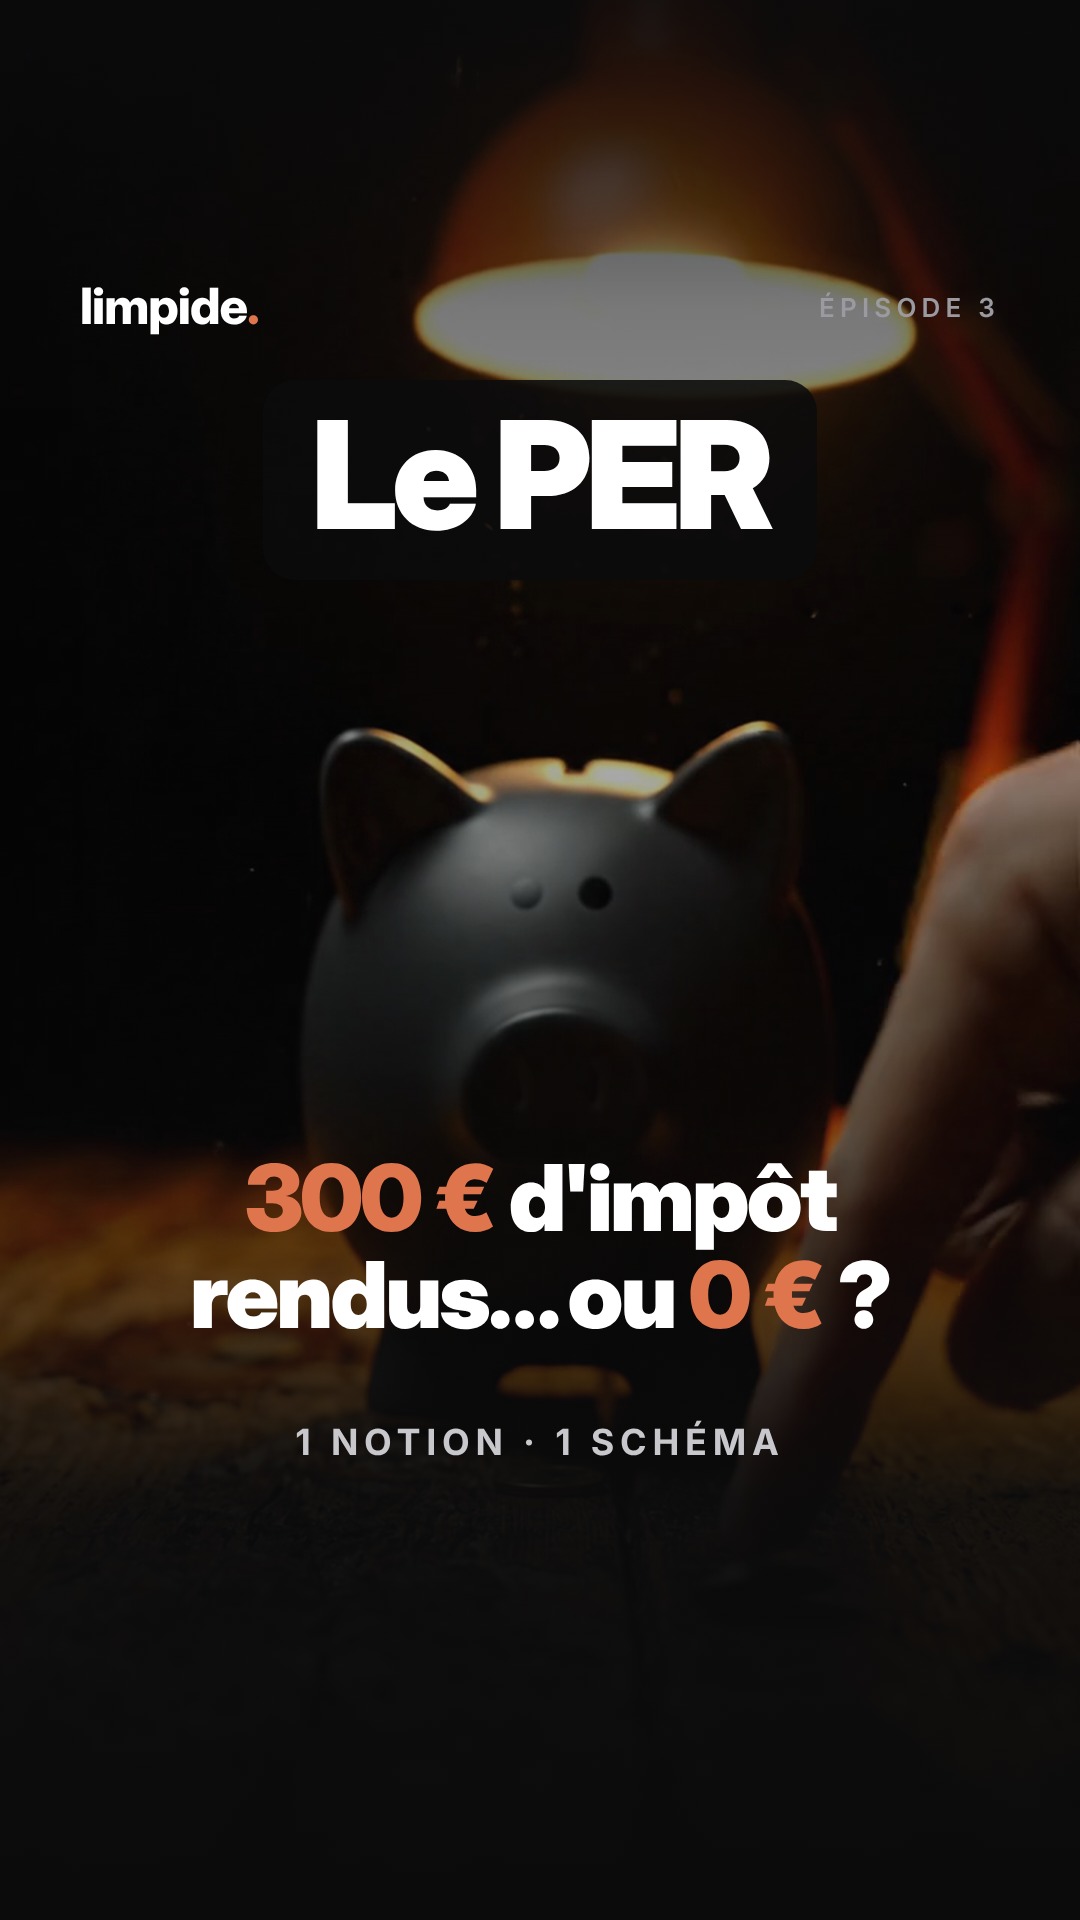 limpide.
ÉPISODE 3
Le PER
300 € d'impôt
rendus... ou 0 € ?
1 NOTION · 1 SCHÉMA